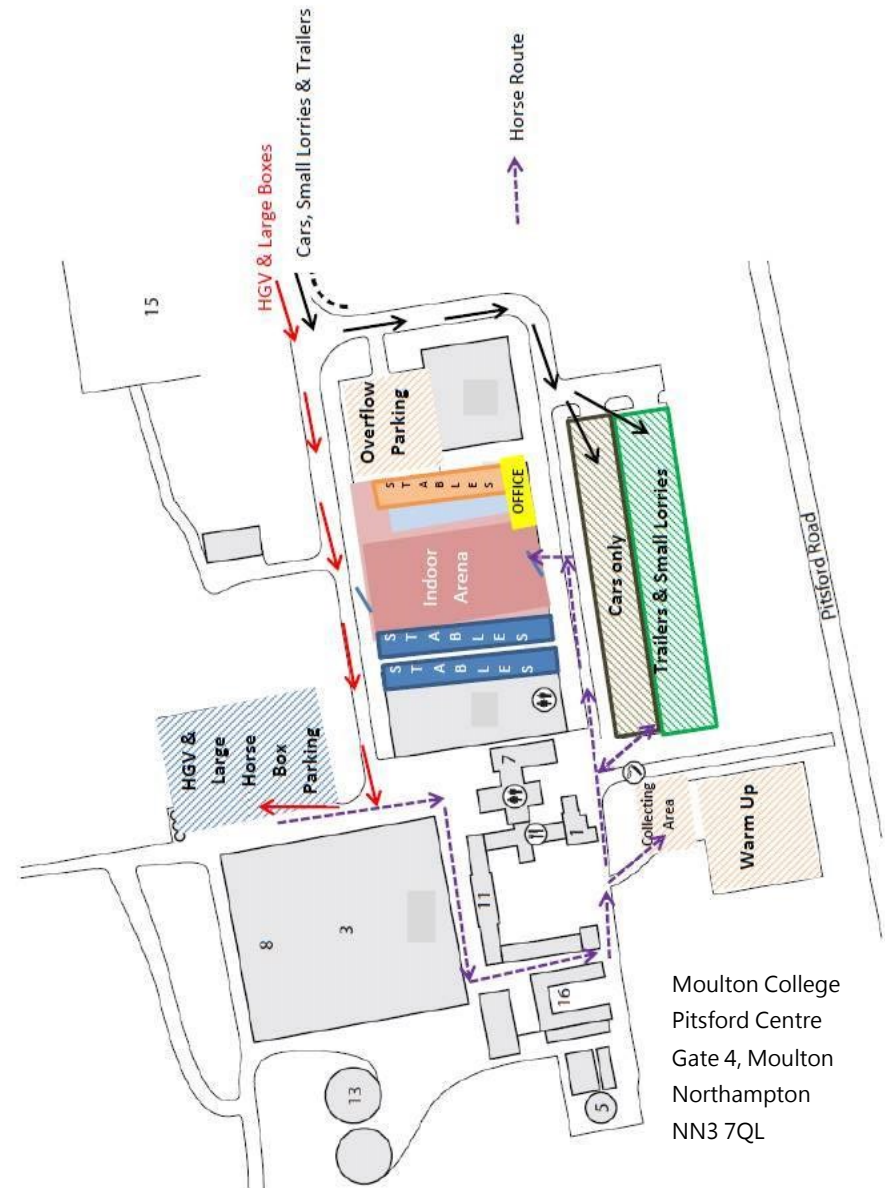 HGV & Large Boxes
Cars, Small Lorries & Trailers
Horse Route
15
Overflow
Parking
STABLES
OFFICE
Indoor
Arena
STABLES
STABLES
HGV &
Large
Horse
Box
Parking
Cars only
Trailers & Small Lorries
Pitsford Road
7
1
11
8
3
Collecting
Area
Warm Up
16
13
5
Moulton College
Pitsford Centre
Gate 4, Moulton
Northampton
NN3 7QL